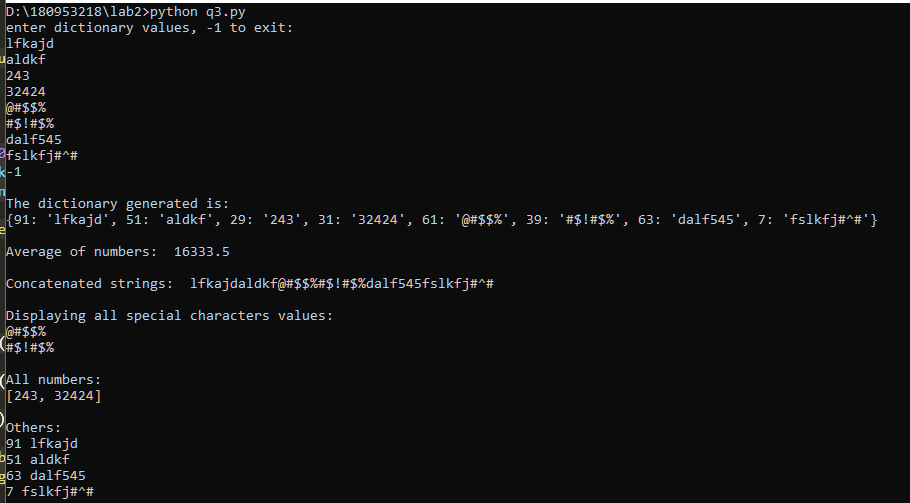 D:\180953218\lab2>python q3.py
enter dictionary values, -1 to exit:
lfkajd
aldkf
243
32424
@#$$%
#$!#$%
dalf545
fslkfj#^#
-1
The dictionary generated is:
{91: 'lfkajd', 51: 'aldkf', 29: '243', 31: '32424', 61: '@#$$%', 39: '#$!#$%', 63: 'dalf545', 7: 'fslkfj#^#'}
Average of numbers:  16333.5
Concatenated strings:  lfkajdaldkf@#$$%#$!#$%dalf545fslkfj#^#
Displaying all special characters values:
@#$$%
#$!#$%
All numbers:
[243, 32424]
Others:
91 lfkajd
51 aldkf
63 dalf545
7 fslkfj#^#